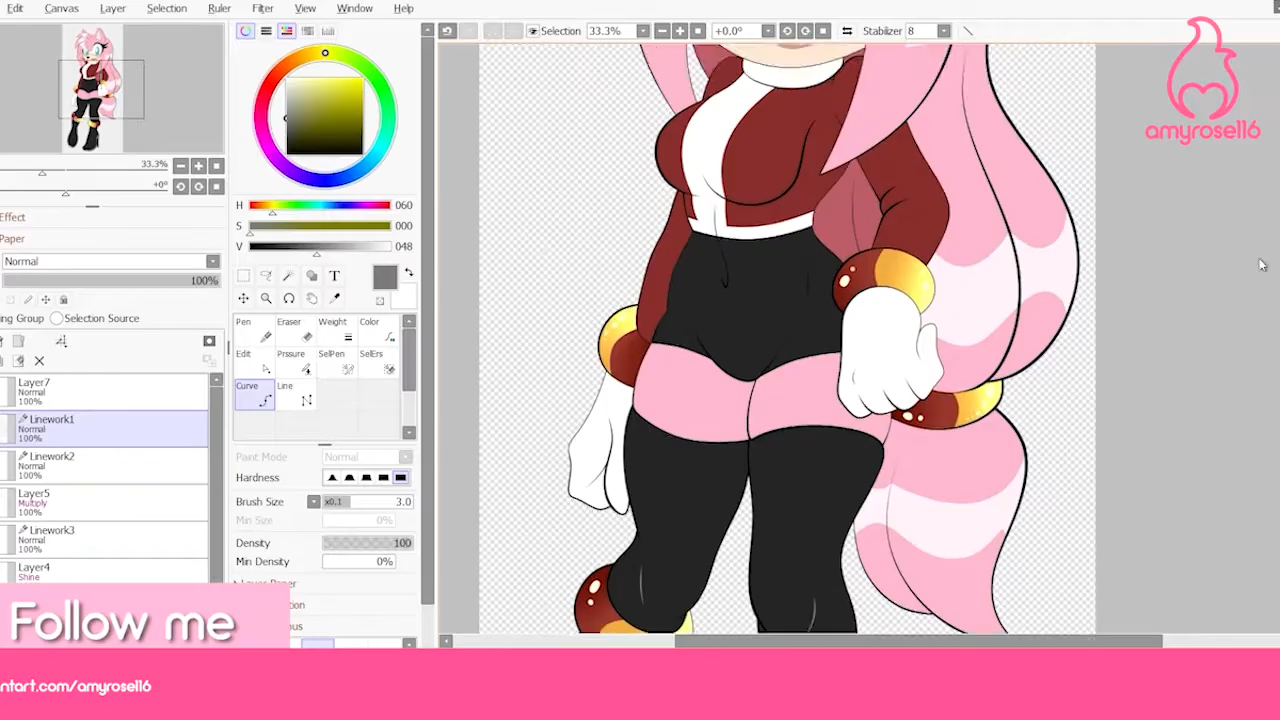 Edit Canvas Layer Selection Ruler Filter View Window Help
Selection 33.3% +0.0° Stabilizer 8
amyrose116
33.3%
+0°
Effect
Paper
Normal
100%
ing Group Selection Source
H 060
S 000
V 048
T
Pen Eraser Weight Color
Edit Prssure SelPen SelErs
Curve Line
Layer7
Normal
100%
Linework1
Normal
100%
Linework2
Normal
100%
Layer5
Multiply
100%
Linework3
Normal
100%
Layer4
Shine
Paint Mode Normal
Hardness
Brush Size x0.1 3.0
Min Size 0%
Density 100
Min Density 0%
Follow me
ntart.com/amyrose116